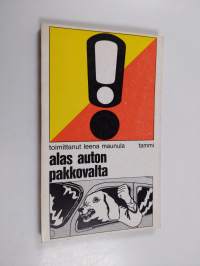 toimittanut leena maunula tammi
alas auton
pakkovalta